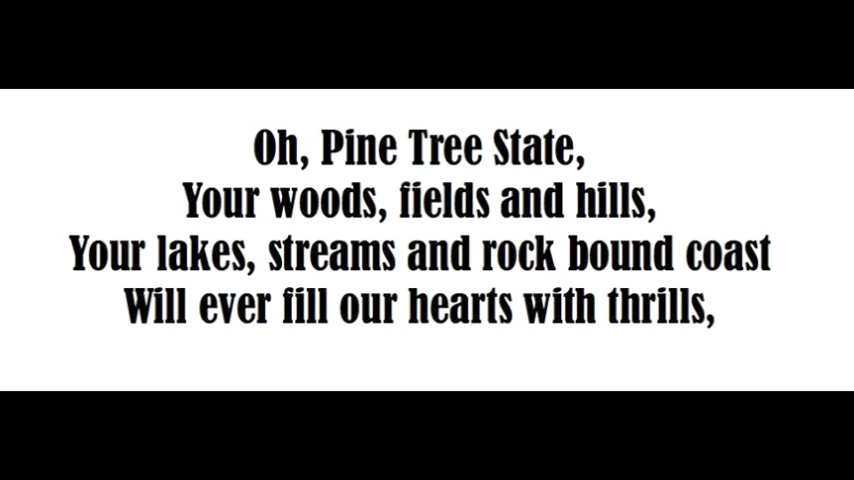 Oh, Pine Tree State,
Your woods, fields and hills,
Your lakes, streams and rock bound coast
Will ever fill our hearts with thrills,